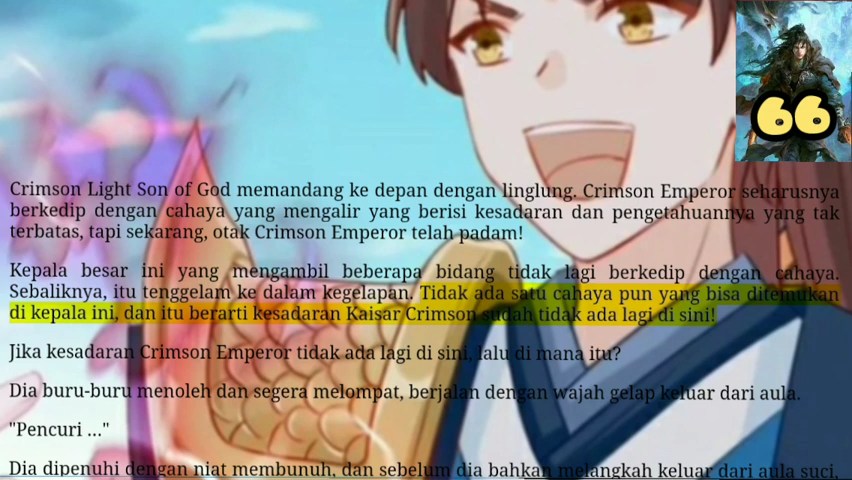 66
Crimson Light Son of God memandang ke depan dengan linglung. Crimson Emperor seharusnya
berkedip dengan cahaya yang mengalir yang berisi kesadaran dan pengetahuannya yang tak
terbatas, tapi sekarang, otak Crimson Emperor telah padam!
Kepala besar ini yang mengambil beberapa bidang tidak lagi berkedip dengan cahaya.
Sebaliknya, itu tenggelam ke dalam kegelapan. Tidak ada satu cahaya pun yang bisa ditemukan
di kepala ini, dan itu berarti kesadaran Kaisar Crimson sudah tidak ada lagi di sini!
Jika kesadaran Crimson Emperor tidak ada lagi di sini, lalu di mana itu?
Dia buru-buru menoleh dan segera melompat, berjalan dengan wajah gelap keluar dari aula.
"Pencuri ..."
Dia dipenuhi dengan niat membunuh, dan sebelum dia bahkan melangkah keluar dari aula suci,